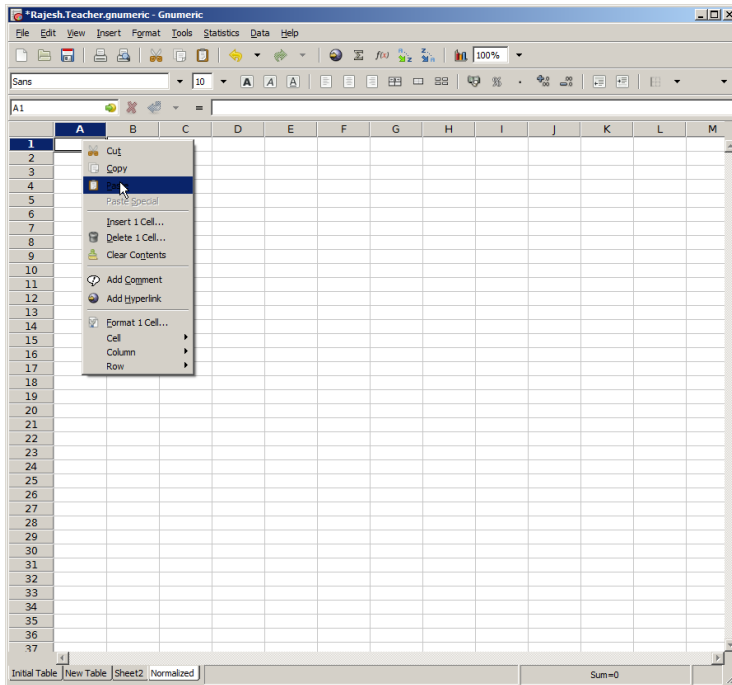 *Rajesh.Teacher.gnumeric - Gnumeric
File Edit View Insert Format Tools Statistics Data Help
f(x) 100%
Sans 10 A A A
A1 =
A B C D E F G H I J K L M
1
2
3
4
5
6
7
8
9
10
11
12
13
14
15
16
17
18
19
20
21
22
23
24
25
26
27
28
29
30
31
32
33
34
35
36
37
Cut
Copy
Paste Special
Insert 1 Cell...
Delete 1 Cell...
Clear Contents
Add Comment
Add Hyperlink
Format 1 Cell...
Cell
Column
Row
Initial Table New Table Sheet2 Normalized Sum=0